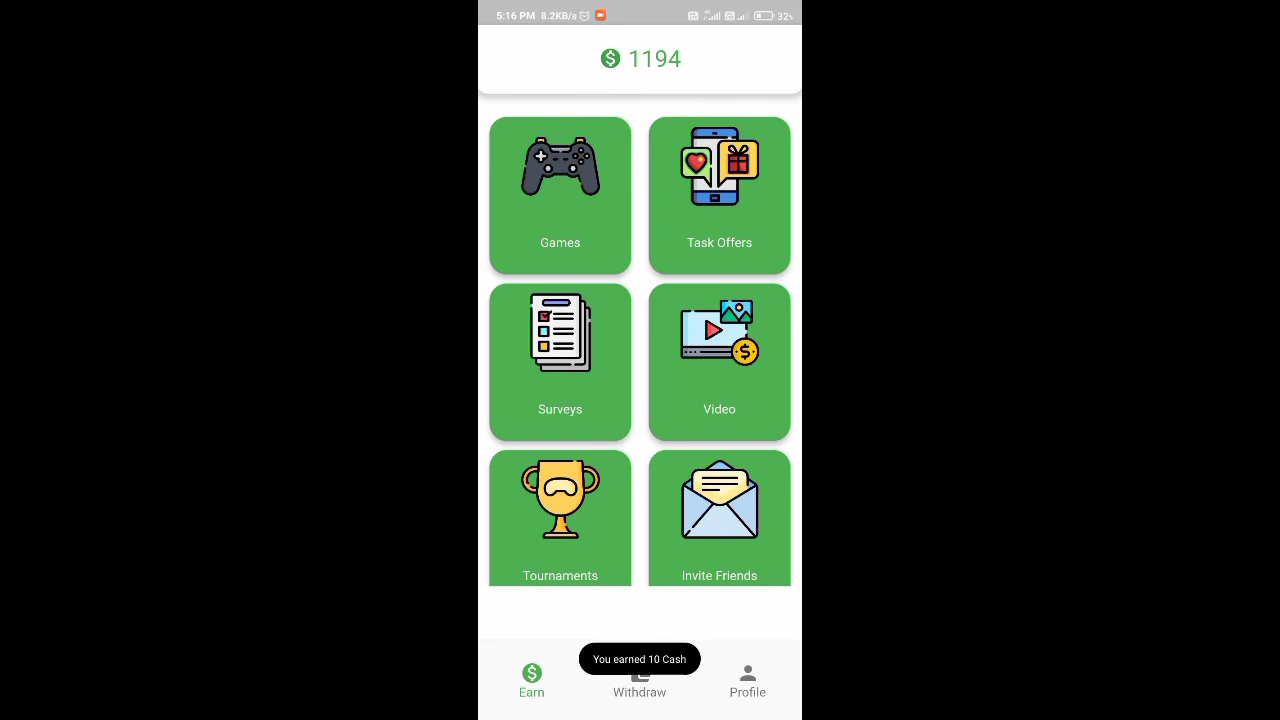 5:16 PM 8.2KB/s 32%
1194
Games
Task Offers
Surveys
Video
Tournaments
Invite Friends
You earned 10 Cash
Earn
Withdraw
Profile